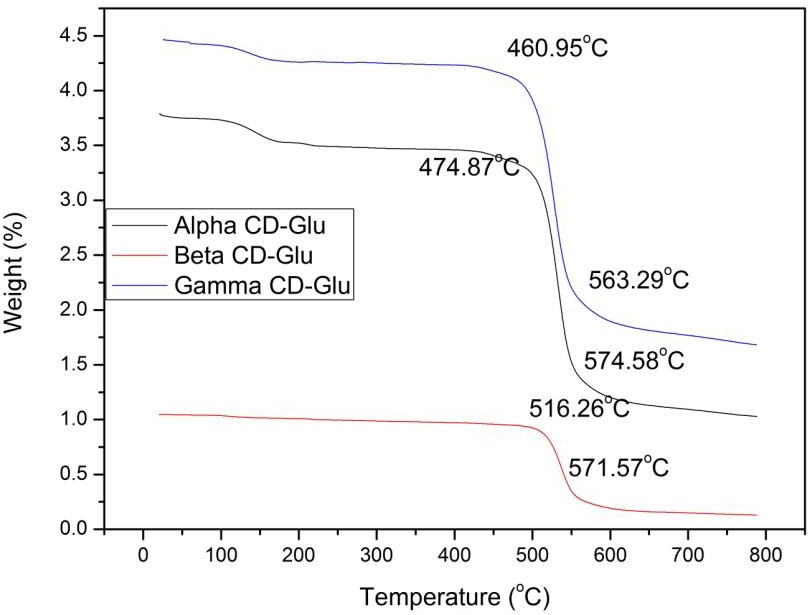 4.5
4.0
3.5
3.0
2.5
2.0
1.5
1.0
0.5
0.0
Weight (%)
460.95°C
474.87°C
Alpha CD-Glu
Beta CD-Glu
Gamma CD-Glu
563.29°C
574.58°C
516.26°C
571.57°C
0 100 200 300 400 500 600 700 800
Temperature (°C)